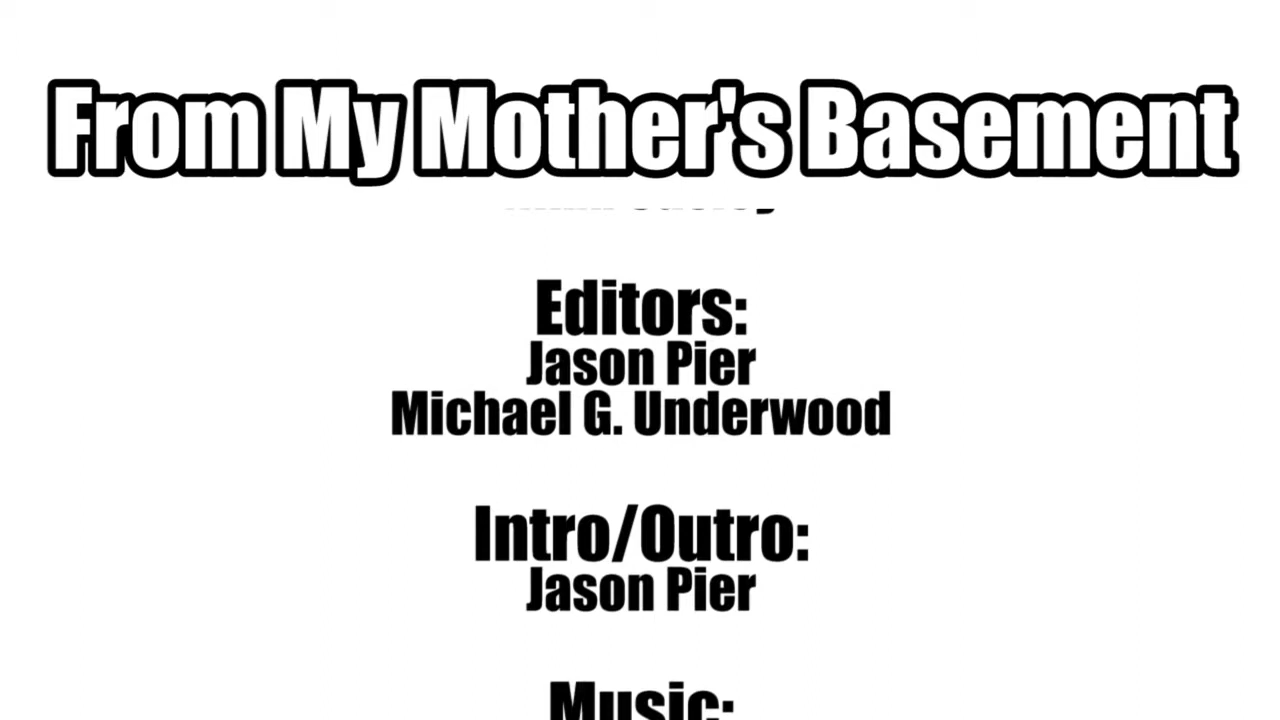 From My Mother's Basement
Editors:
Jason Pier
Michael G. Underwood
Intro/Outro:
Jason Pier
Music: